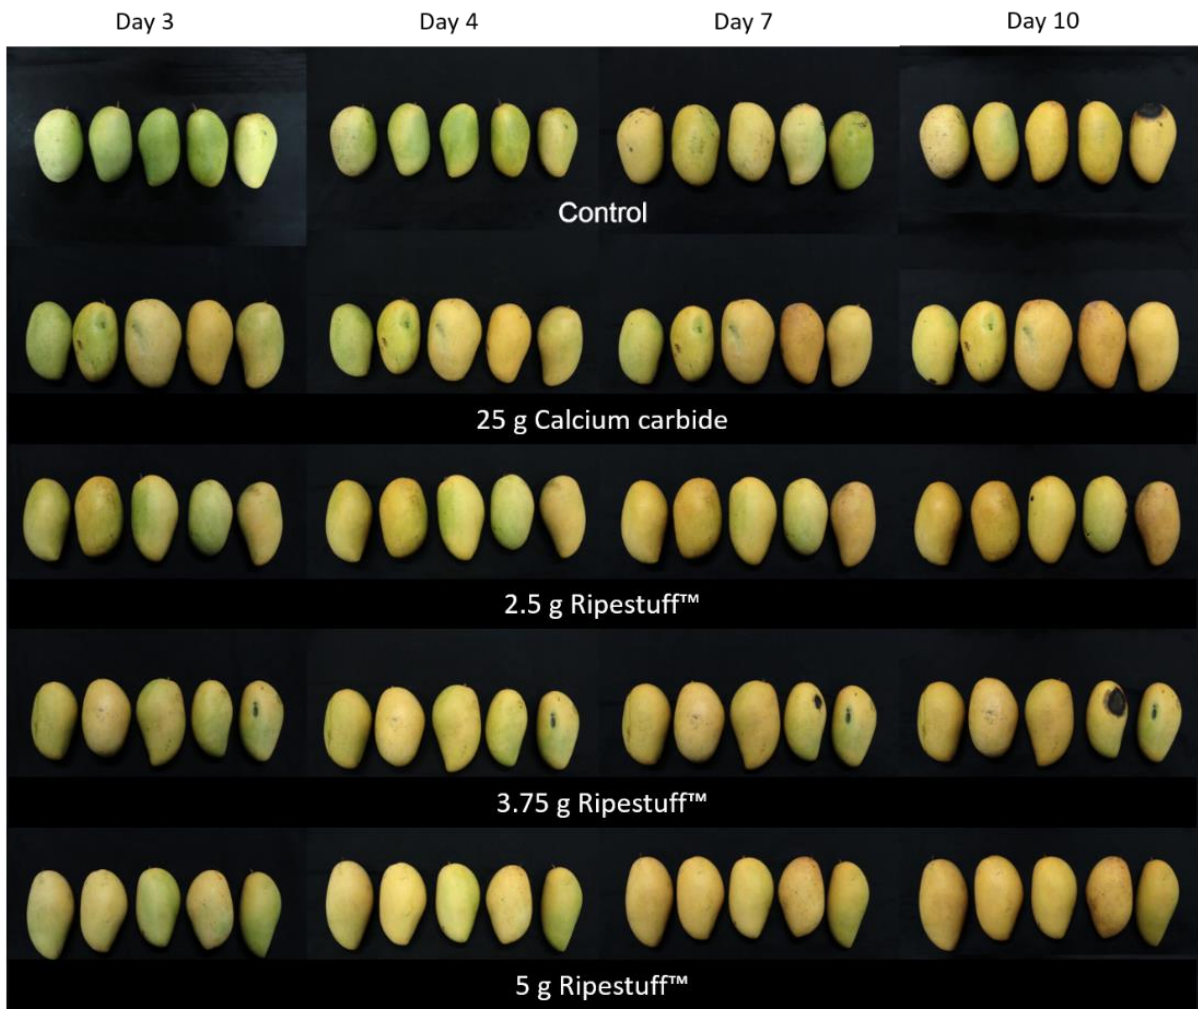 Day 3 Day 4 Day 7 Day 10
Control
25 g Calcium carbide
2.5 g Ripestuff™
3.75 g Ripestuff™
5 g Ripestuff™